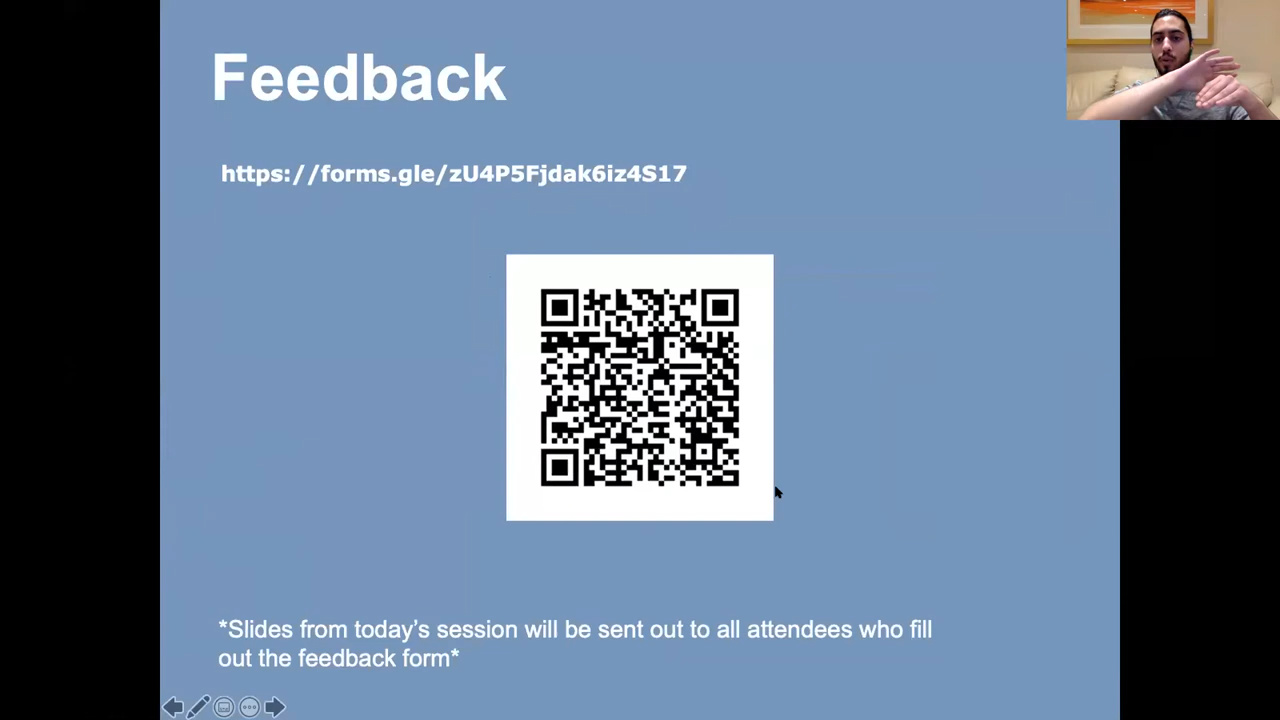 Feedback
https://forms.gle/zU4P5Fjdak6iz4S17
*Slides from today’s session will be sent out to all attendees who fill
out the feedback form*